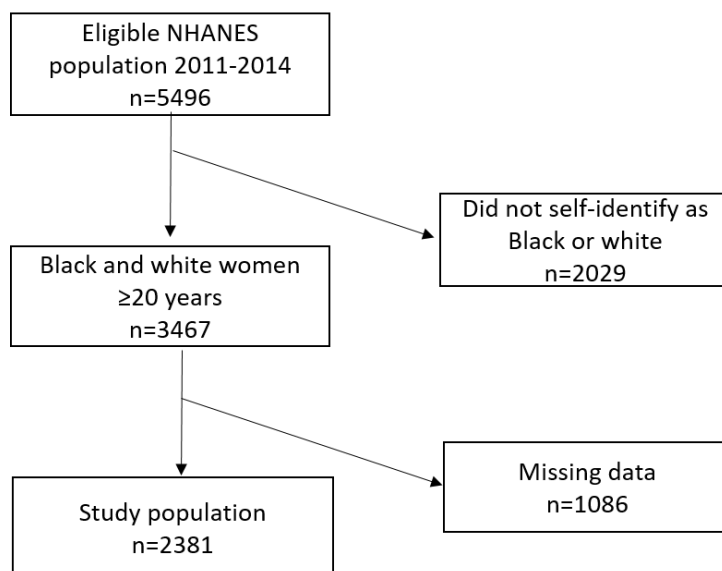 Eligible NHANES
population 2011-2014
n=5496
Did not self-identify as
Black or white
n=2029
Black and white women
≥20 years
n=3467
Missing data
n=1086
Study population
n=2381